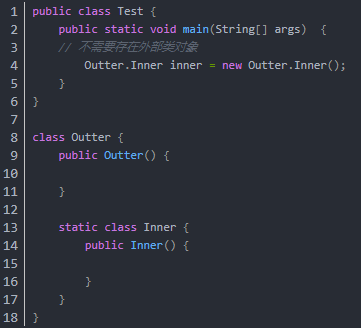 1 public class Test {
2     public static void main(String[] args)  {
3     // 不需要存在外部类对象
4         Outter.Inner inner = new Outter.Inner();
5     }
6 }
7
8 class Outter {
9     public Outter() {
10
11     }
12
13     static class Inner {
14         public Inner() {
15
16         }
17     }
18 }